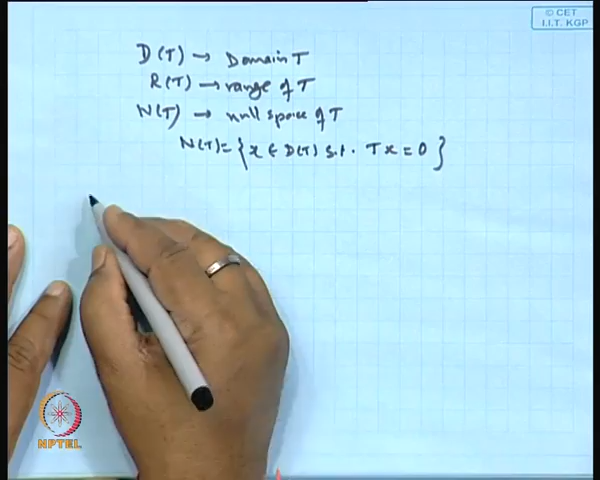 © CET
I.I.T. KGP
D(T) → Domain T
R(T) → range of T
N(T) → null space of T
N(T) = { x ∈ D(T) s.t. Tx = 0 }
NPTEL